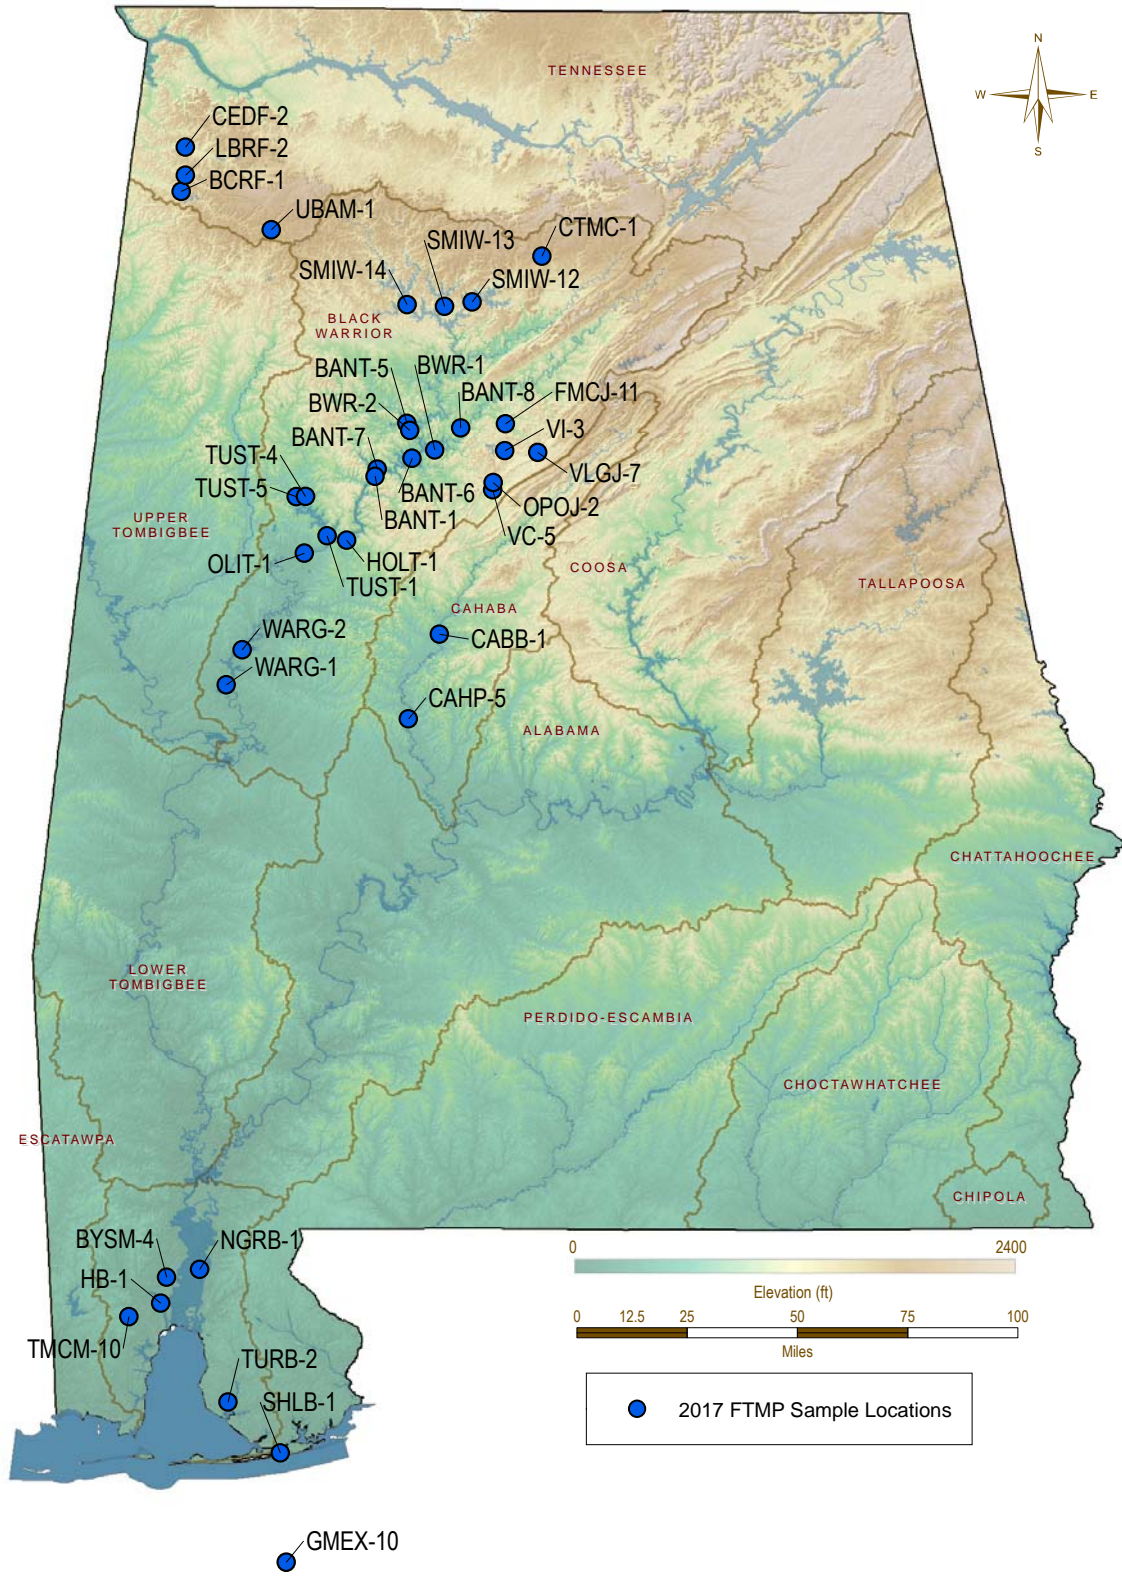 N
W E
S
TENNESSEE
CEDF-2
LBRF-2
BCRF-1
UBAM-1
SMIW-13
CTMC-1
SMIW-14
SMIW-12
BLACK
WARRIOR
BANT-5
BWR-1
BANT-8
FMCJ-11
BWR-2
VI-3
BANT-7
TUST-4
VLGJ-7
TUST-5
BANT-6
OPOJ-2
BANT-1
VC-5
UPPER
TOMBIGBEE
OLIT-1
HOLT-1
TUST-1
COOSA
TALLAPOOSA
CAHABA
WARG-2
CABB-1
WARG-1
CAHP-5
ALABAMA
CHATTAHOOCHEE
LOWER
TOMBIGBEE
PERDIDO-ESCAMBIA
CHOCTAWHATCHEE
ESCATAWPA
CHIPOLA
BYSM-4
NGRB-1
HB-1
TMCM-10
TURB-2
SHLB-1
GMEX-10
0 2400
Elevation (ft)
0 12.5 25 50 75 100
Miles
2017 FTMP Sample Locations